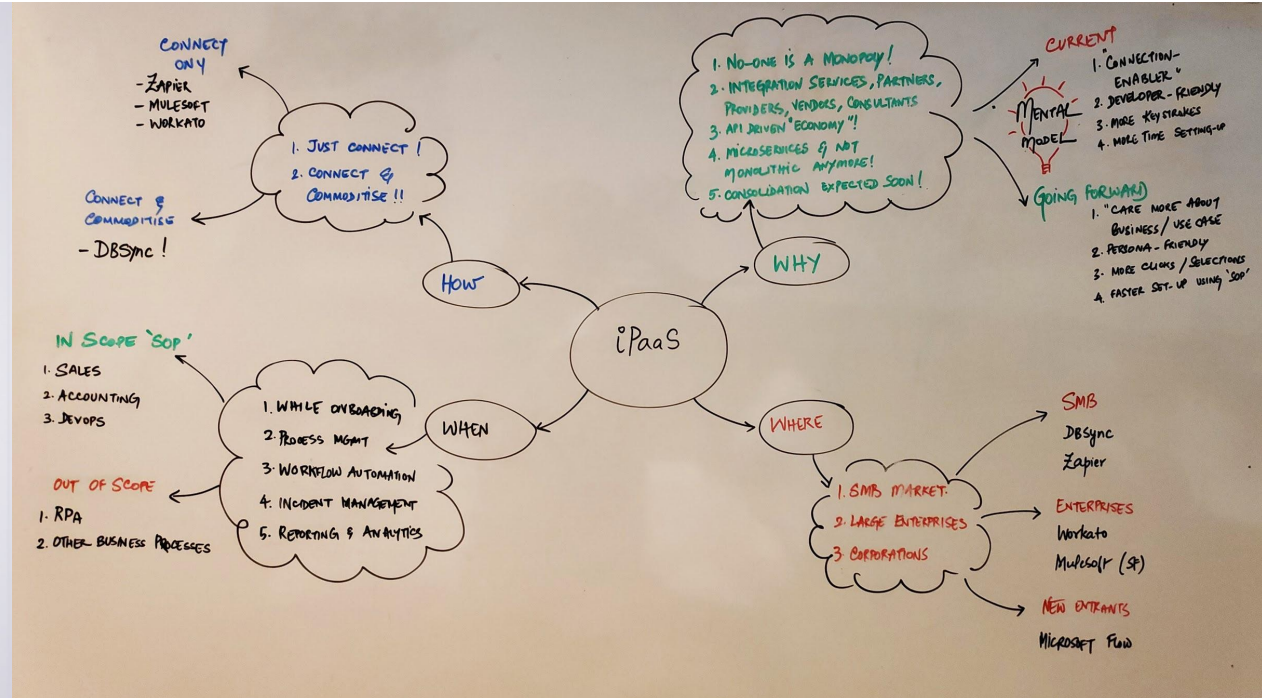 CONNECT
ONY
- ZAPIER
- MULESOFT
- WORKATO
1. JUST CONNECT !
2. CONNECT &
COMMODITISE !!
CONNECT &
COMMODITISE
- DBSync !
HOW
1. NO-ONE IS A MONOPOLY!
2. INTEGRATION SERVICES, PARTNERS,
PROVIDERS, VENDORS, CONSULTANTS
3. API DRIVEN "ECONOMY"!
4. MICROSERVICES & NOT
MONOLITHIC ANYMORE!
5. CONSOLIDATION EXPECTED SOON!
WHY
CURRENT
1. "CONNECTION-
ENABLER"
2. DEVELOPER-FRIENDLY
3. MORE KEYSTROKES
4. MORE TIME SETTING-UP
MENTAL
MODEL
GOING FORWARD
1. "CARE MORE ABOUT
BUSINESS/USE CASE
2. PERSONA-FRIENDLY
3. MORE CLICKS/SELECTIONS
4. FASTER SET-UP USING 'SOP'
iPaaS
IN SCOPE 'SOP'
1. SALES
2. ACCOUNTING
3. DEVOPS
OUT OF SCOPE
1. RPA
2. OTHER BUSINESS PROCESSES
1. WHILE ONBOARDING
2. PROCESS MGMT
3. WORKFLOW AUTOMATION
4. INCIDENT MANAGEMENT
5. REPORTING & ANALYTICS
WHEN
WHERE
1. SMB MARKET.
2. LARGE ENTERPRISES
3. CORPORATIONS
SMB
DBSync
Zapier
ENTERPRISES
Workato
Mulesoft (SF)
NEW ENTRANTS
MICROSOFT FLOW